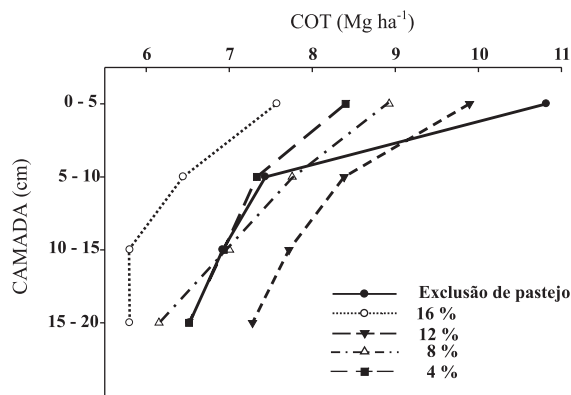 COT (Mg ha⁻¹)
6 7 8 9 10 11
CAMADA (cm)
0 - 5
5 - 10
10 - 15
15 - 20
Exclusão de pastejo
16 %
12 %
8 %
4 %